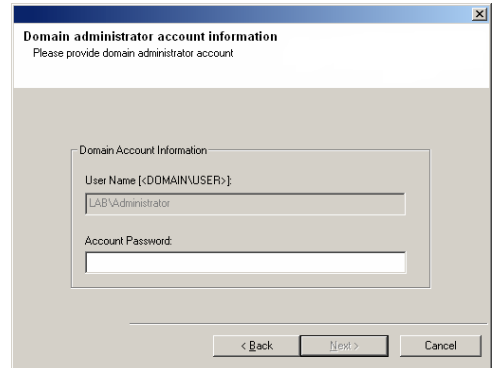 Domain administrator account information
Please provide domain administrator account
Domain Account Information
User Name [<DOMAIN\USER>]:
LAB\Administrator
Account Password:
< Back
Next >
Cancel